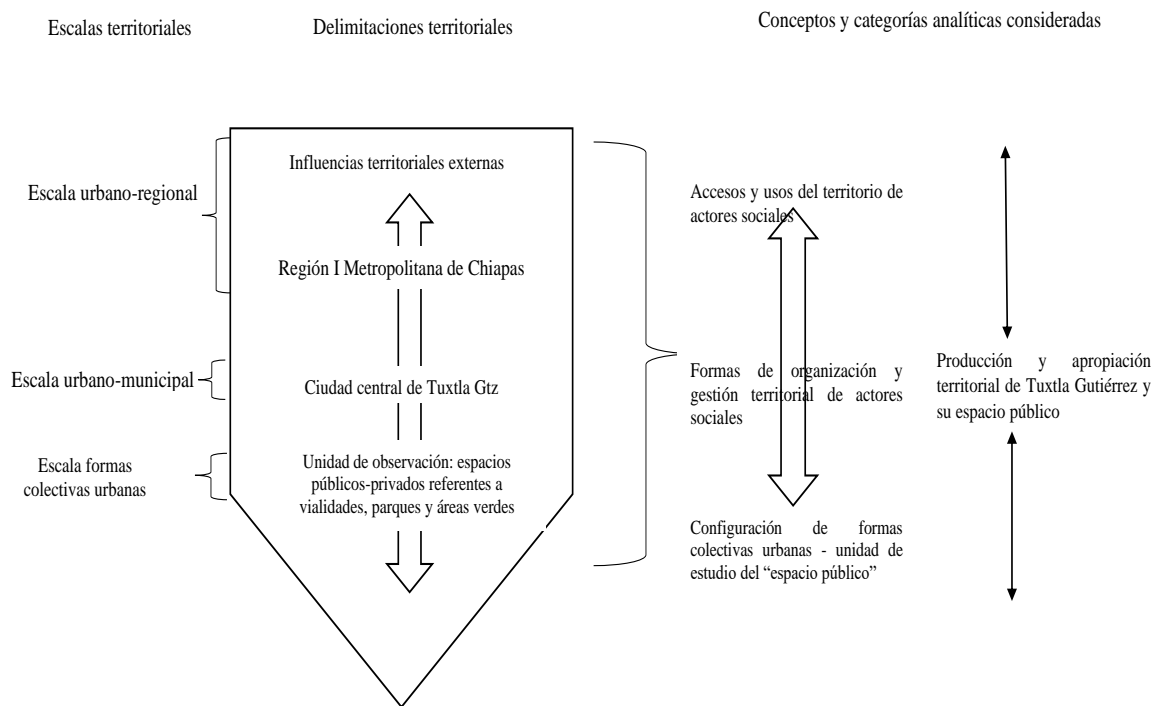 Escalas territoriales
Delimitaciones territoriales
Conceptos y categorías analíticas consideradas
Influencias territoriales externas
Escala urbano-regional
Región I Metropolitana de Chiapas
Escala urbano-municipal
Ciudad central de Tuxtla Gtz
Escala formas
colectivas urbanas
Unidad de observación: espacios
públicos-privados referentes a
vialidades, parques y áreas verdes
Accesos y usos del territorio de
actores sociales
Formas de organización y
gestión territorial de actores
sociales
Configuración de formas
colectivas urbanas - unidad de
estudio del “espacio público”
Producción y apropiación
territorial de Tuxtla Gutiérrez y
su espacio público